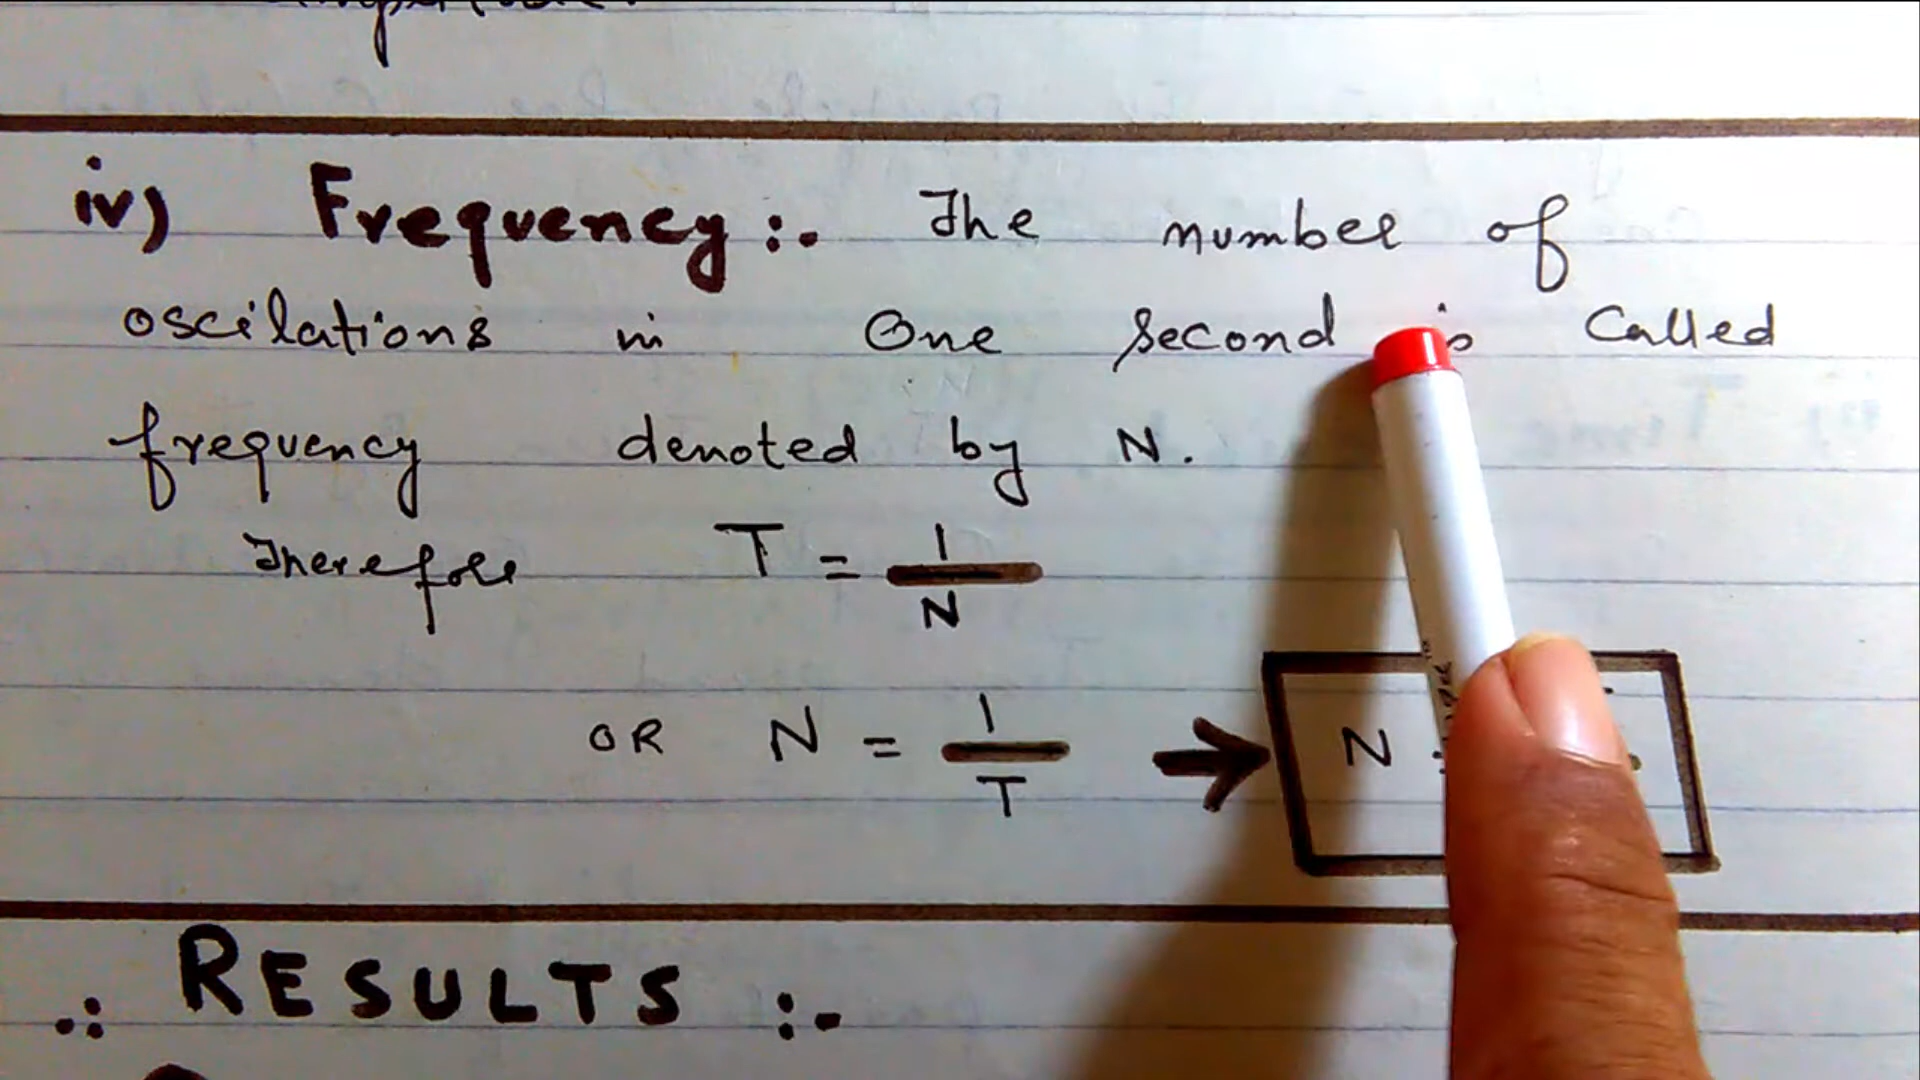 iv) Frequency:. The number of
oscilations in One second is Called
frequency denoted by N.
Therefore T = 1/N
OR N = 1/T → N
∴ RESULTS :-